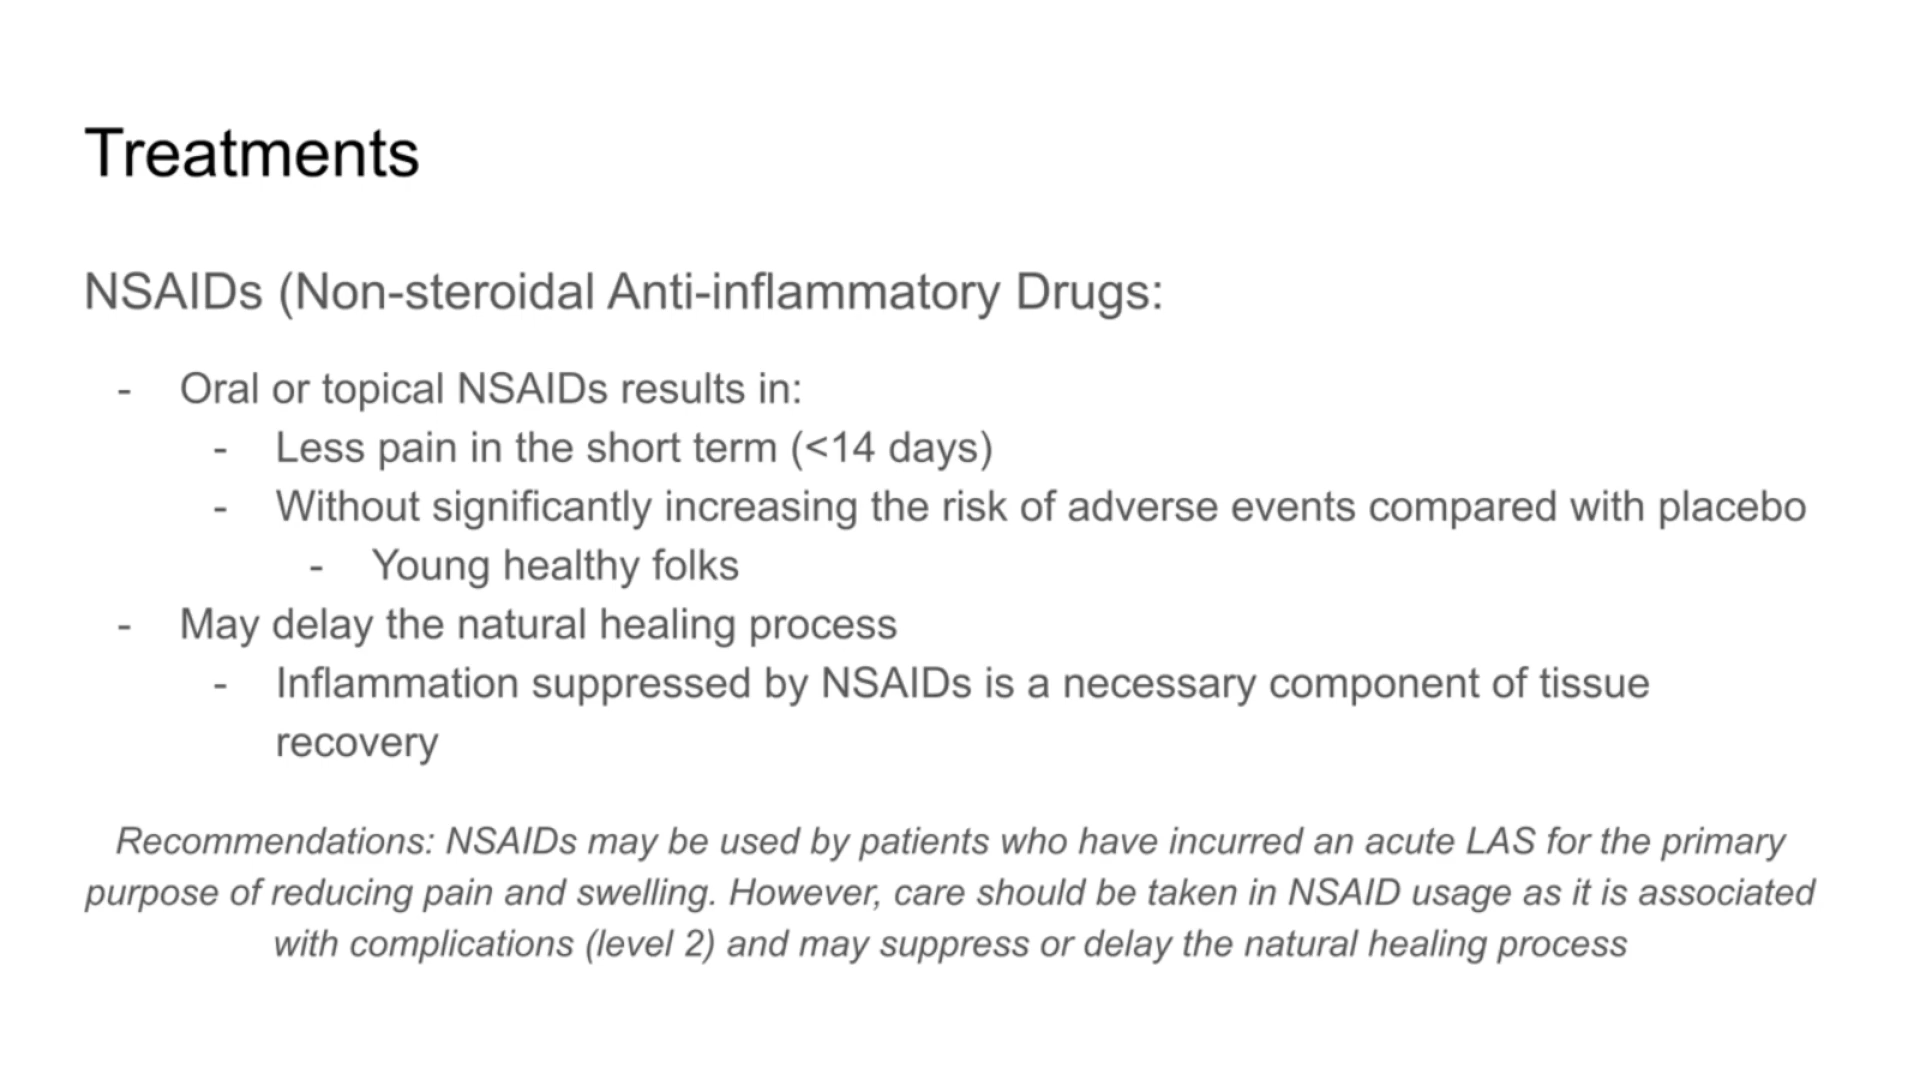 Treatments
NSAIDs (Non-steroidal Anti-inflammatory Drugs:
- Oral or topical NSAIDs results in:
- Less pain in the short term (<14 days)
- Without significantly increasing the risk of adverse events compared with placebo
- Young healthy folks
- May delay the natural healing process
- Inflammation suppressed by NSAIDs is a necessary component of tissue
recovery
Recommendations: NSAIDs may be used by patients who have incurred an acute LAS for the primary
purpose of reducing pain and swelling. However, care should be taken in NSAID usage as it is associated
with complications (level 2) and may suppress or delay the natural healing process